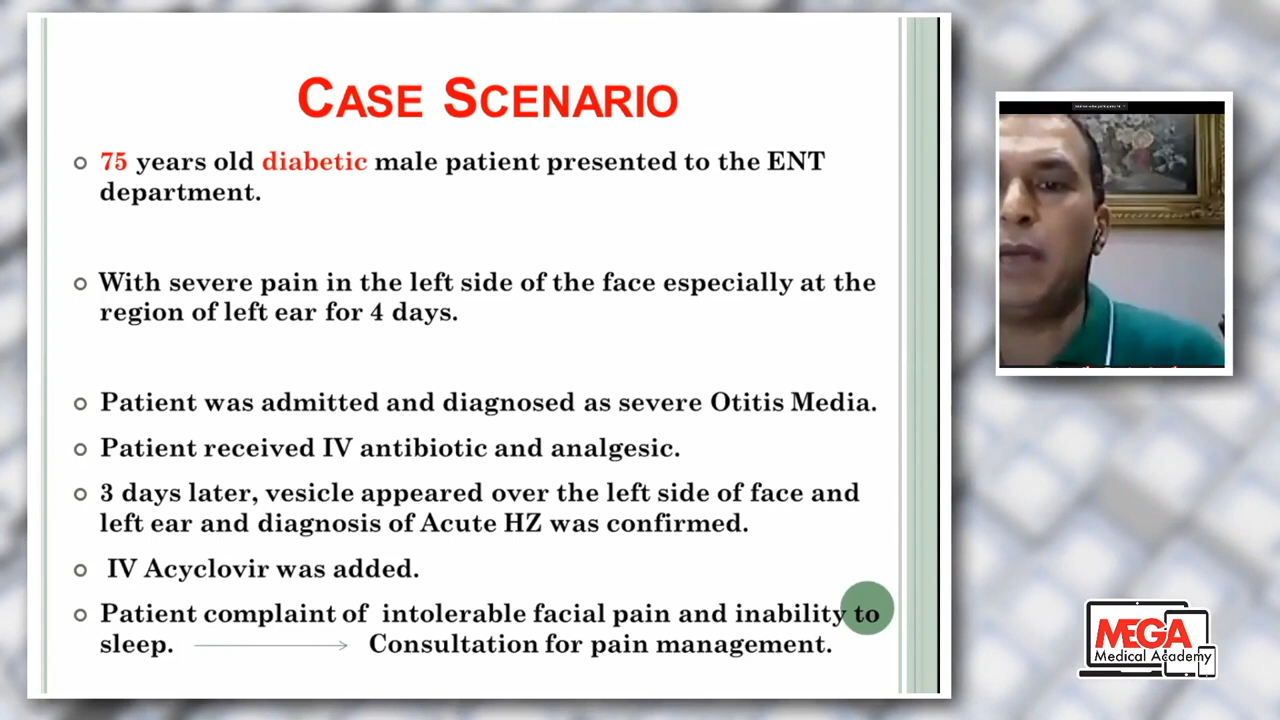 CASE SCENARIO
75 years old diabetic male patient presented to the ENT
department.
With severe pain in the left side of the face especially at the
region of left ear for 4 days.
Patient was admitted and diagnosed as severe Otitis Media.
Patient received IV antibiotic and analgesic.
3 days later, vesicle appeared over the left side of face and
left ear and diagnosis of Acute HZ was confirmed.
IV Acyclovir was added.
Patient complaint of intolerable facial pain and inability to
sleep. → Consultation for pain management.
MEGA
Medical Academy